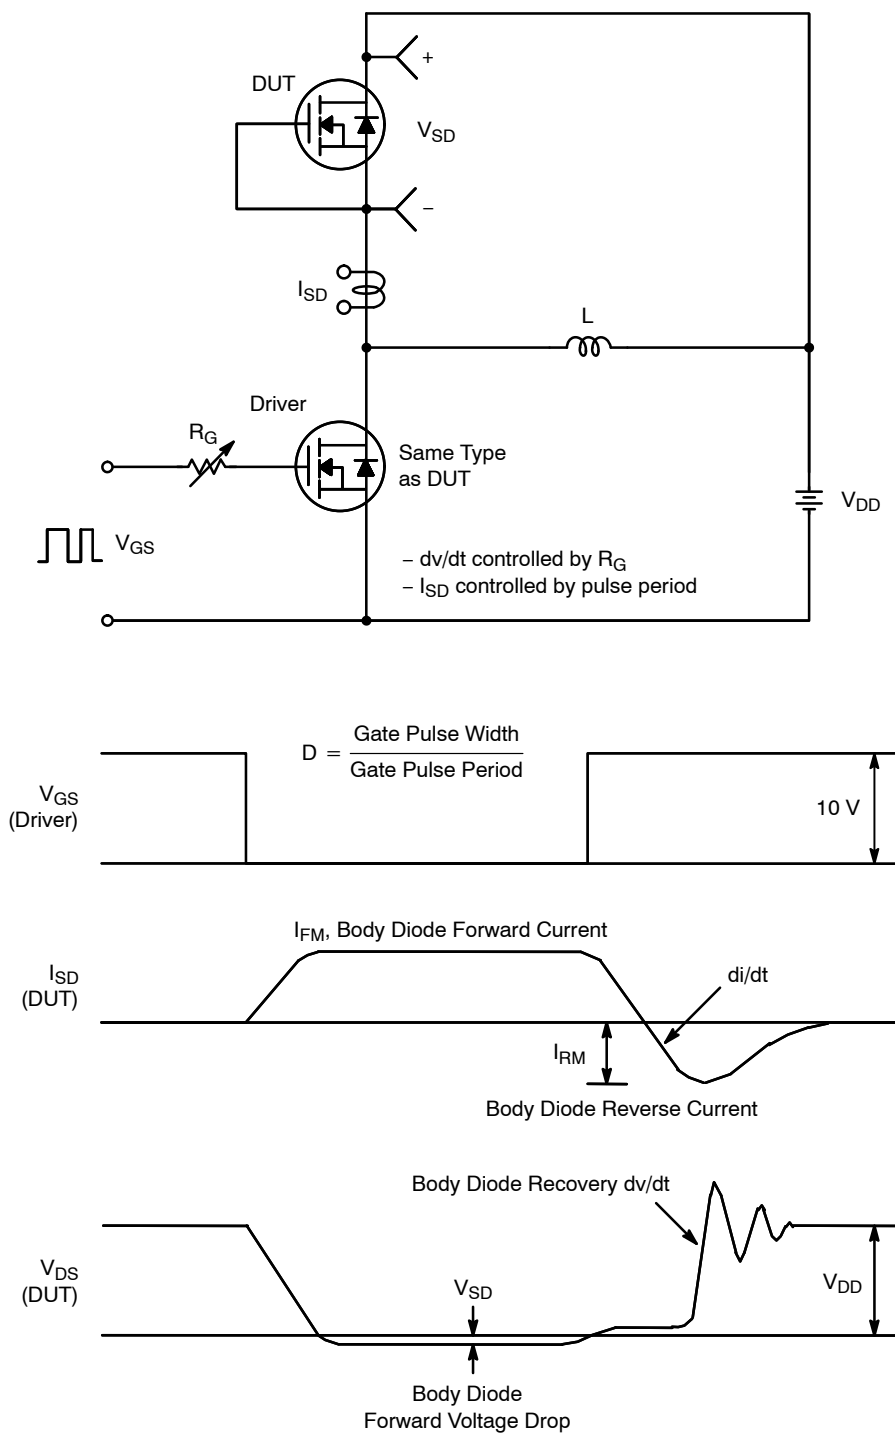 DUT
+
V_SD
−
I_SD
L
Driver
R_G
Same Type
as DUT
V_DD
V_GS
− dv/dt controlled by R_G
− I_SD controlled by pulse period
D = Gate Pulse Width / Gate Pulse Period
V_GS
(Driver)
10 V
I_FM, Body Diode Forward Current
I_SD
(DUT)
di/dt
I_RM
Body Diode Reverse Current
Body Diode Recovery dv/dt
V_DS
(DUT)
V_SD
V_DD
Body Diode
Forward Voltage Drop